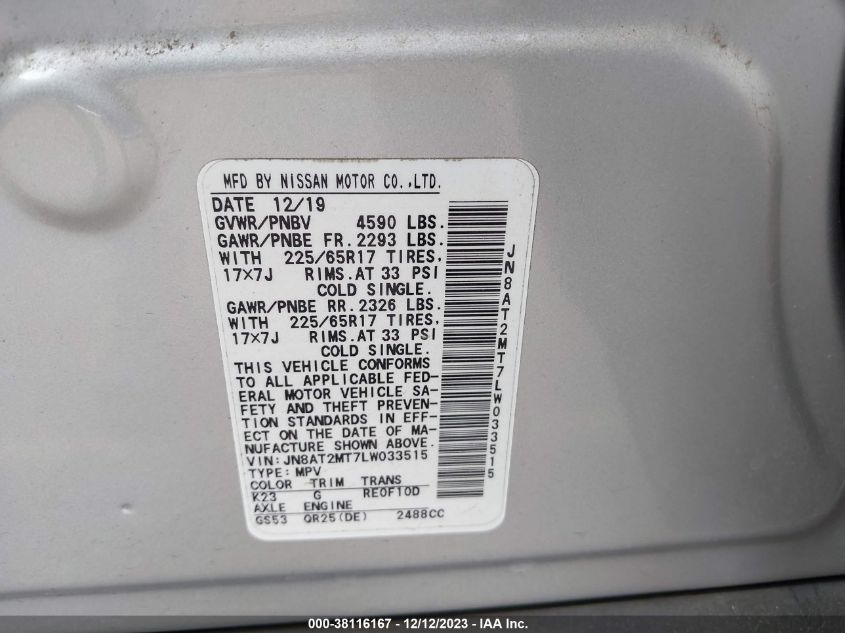 MFD BY NISSAN MOTOR CO.,LTD.
DATE 12/19
GVWR/PNBV 4590 LBS.
GAWR/PNBE FR.2293 LBS.
WITH 225/65R17 TIRES,
17×7J RIMS.AT 33 PSI
COLD SINGLE.
GAWR/PNBE RR.2326 LBS.
WITH 225/65R17 TIRES,
17×7J RIMS.AT 33 PSI
COLD SINGLE.
THIS VEHICLE CONFORMS
TO ALL APPLICABLE FED-
ERAL MOTOR VEHICLE SA-
FETY AND THEFT PREVEN-
TION STANDARDS IN EFF-
ECT ON THE DATE OF MA-
NUFACTURE SHOWN ABOVE.
VIN:JN8AT2MT7LW033515
TYPE:MPV
COLOR TRIM TRANS
K23 G RE0F10D
AXLE ENGINE
GS53 QR25(DE) 2488CC
JN8AT2MT7LW033515
000-38116167 - 12/12/2023 - IAA Inc.